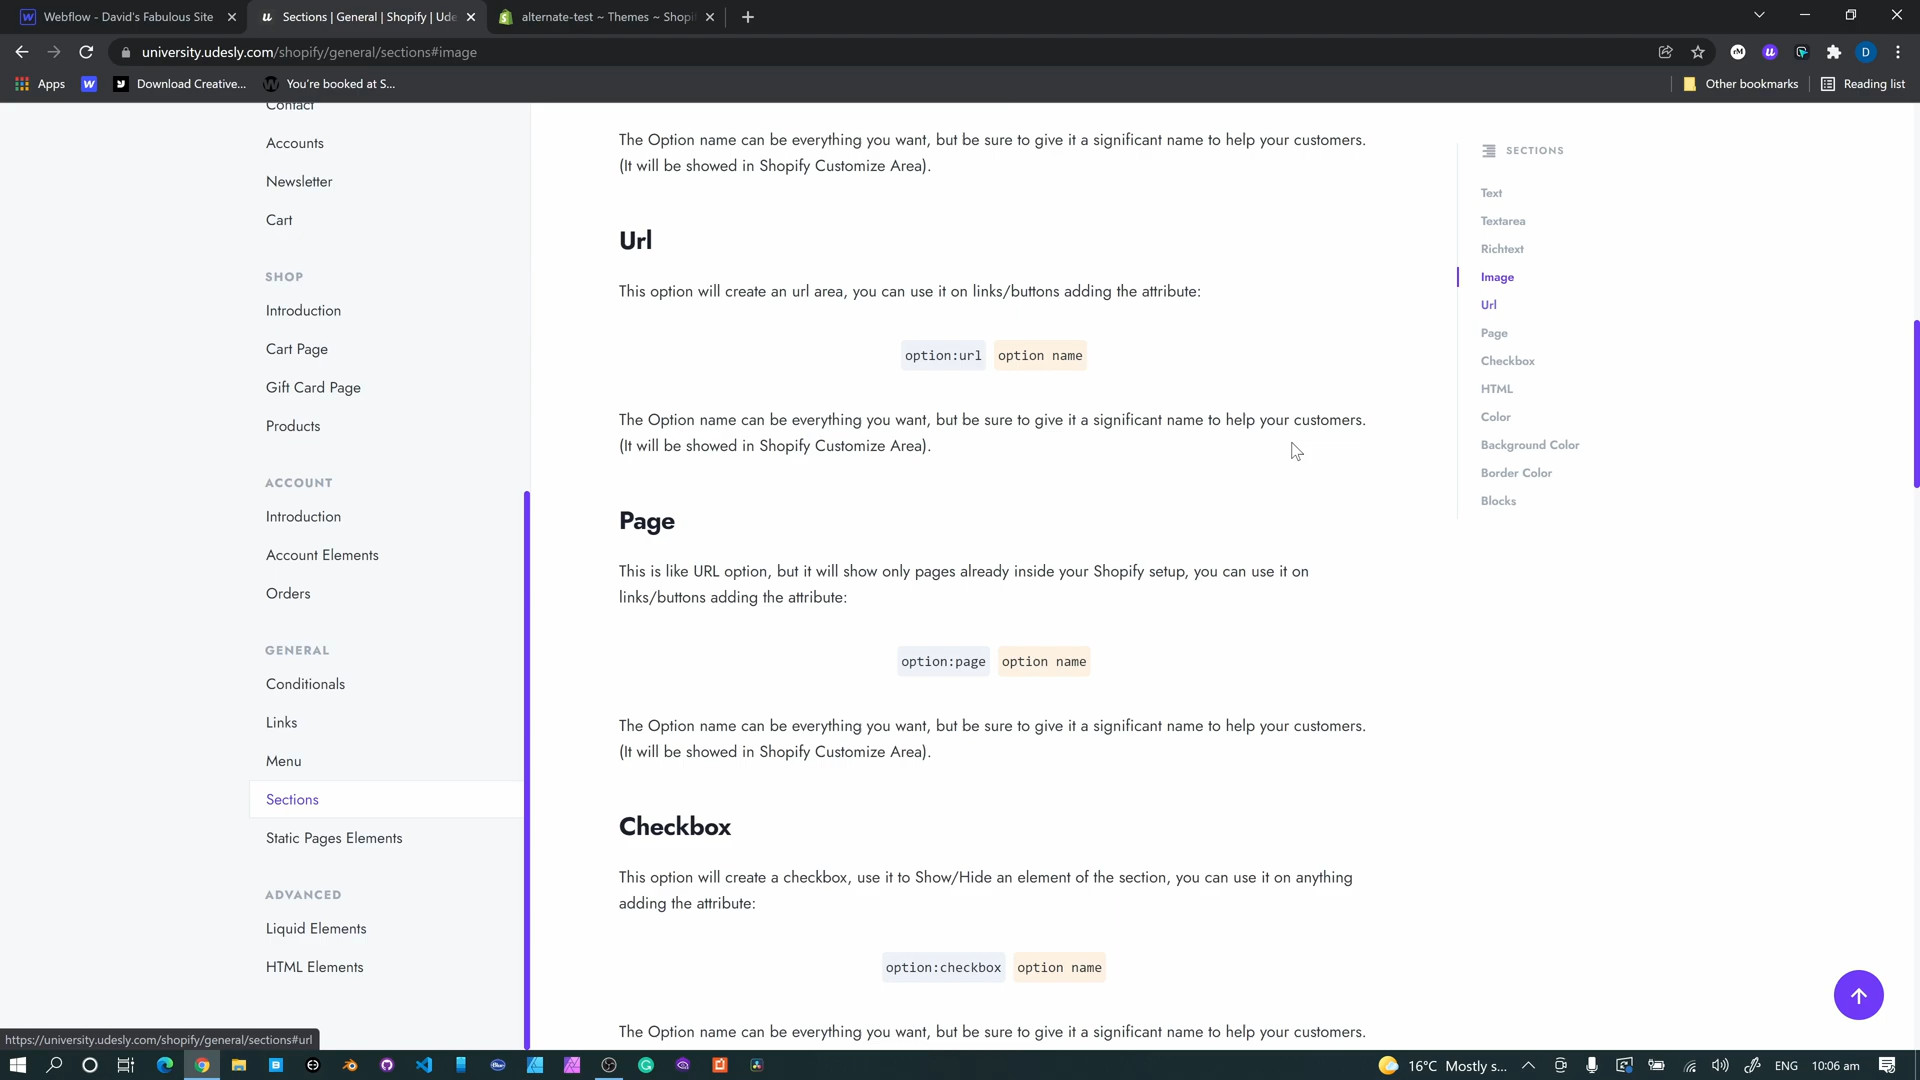 Webflow - David's Fabulous Site
Sections | General | Shopify | Ude
alternate-test ~ Themes ~ Shopi
university.udesly.com/shopify/general/sections#image
Apps
Download Creative...
You're booked at S...
Other bookmarks
Reading list
Contact
Accounts
Newsletter
Cart
SHOP
Introduction
Cart Page
Gift Card Page
Products
ACCOUNT
Introduction
Account Elements
Orders
GENERAL
Conditionals
Links
Menu
Sections
Static Pages Elements
ADVANCED
Liquid Elements
HTML Elements
The Option name can be everything you want, but be sure to give it a significant name to help your customers.
(It will be showed in Shopify Customize Area).
Url
This option will create an url area, you can use it on links/buttons adding the attribute:
option:url option name
The Option name can be everything you want, but be sure to give it a significant name to help your customers.
(It will be showed in Shopify Customize Area).
Page
This is like URL option, but it will show only pages already inside your Shopify setup, you can use it on
links/buttons adding the attribute:
option:page option name
The Option name can be everything you want, but be sure to give it a significant name to help your customers.
(It will be showed in Shopify Customize Area).
Checkbox
This option will create a checkbox, use it to Show/Hide an element of the section, you can use it on anything
adding the attribute:
option:checkbox option name
The Option name can be everything you want, but be sure to give it a significant name to help your customers.
SECTIONS
Text
Textarea
Richtext
Image
Url
Page
Checkbox
HTML
Color
Background Color
Border Color
Blocks
https://university.udesly.com/shopify/general/sections#url
16°C Mostly s...
ENG
10:06 am